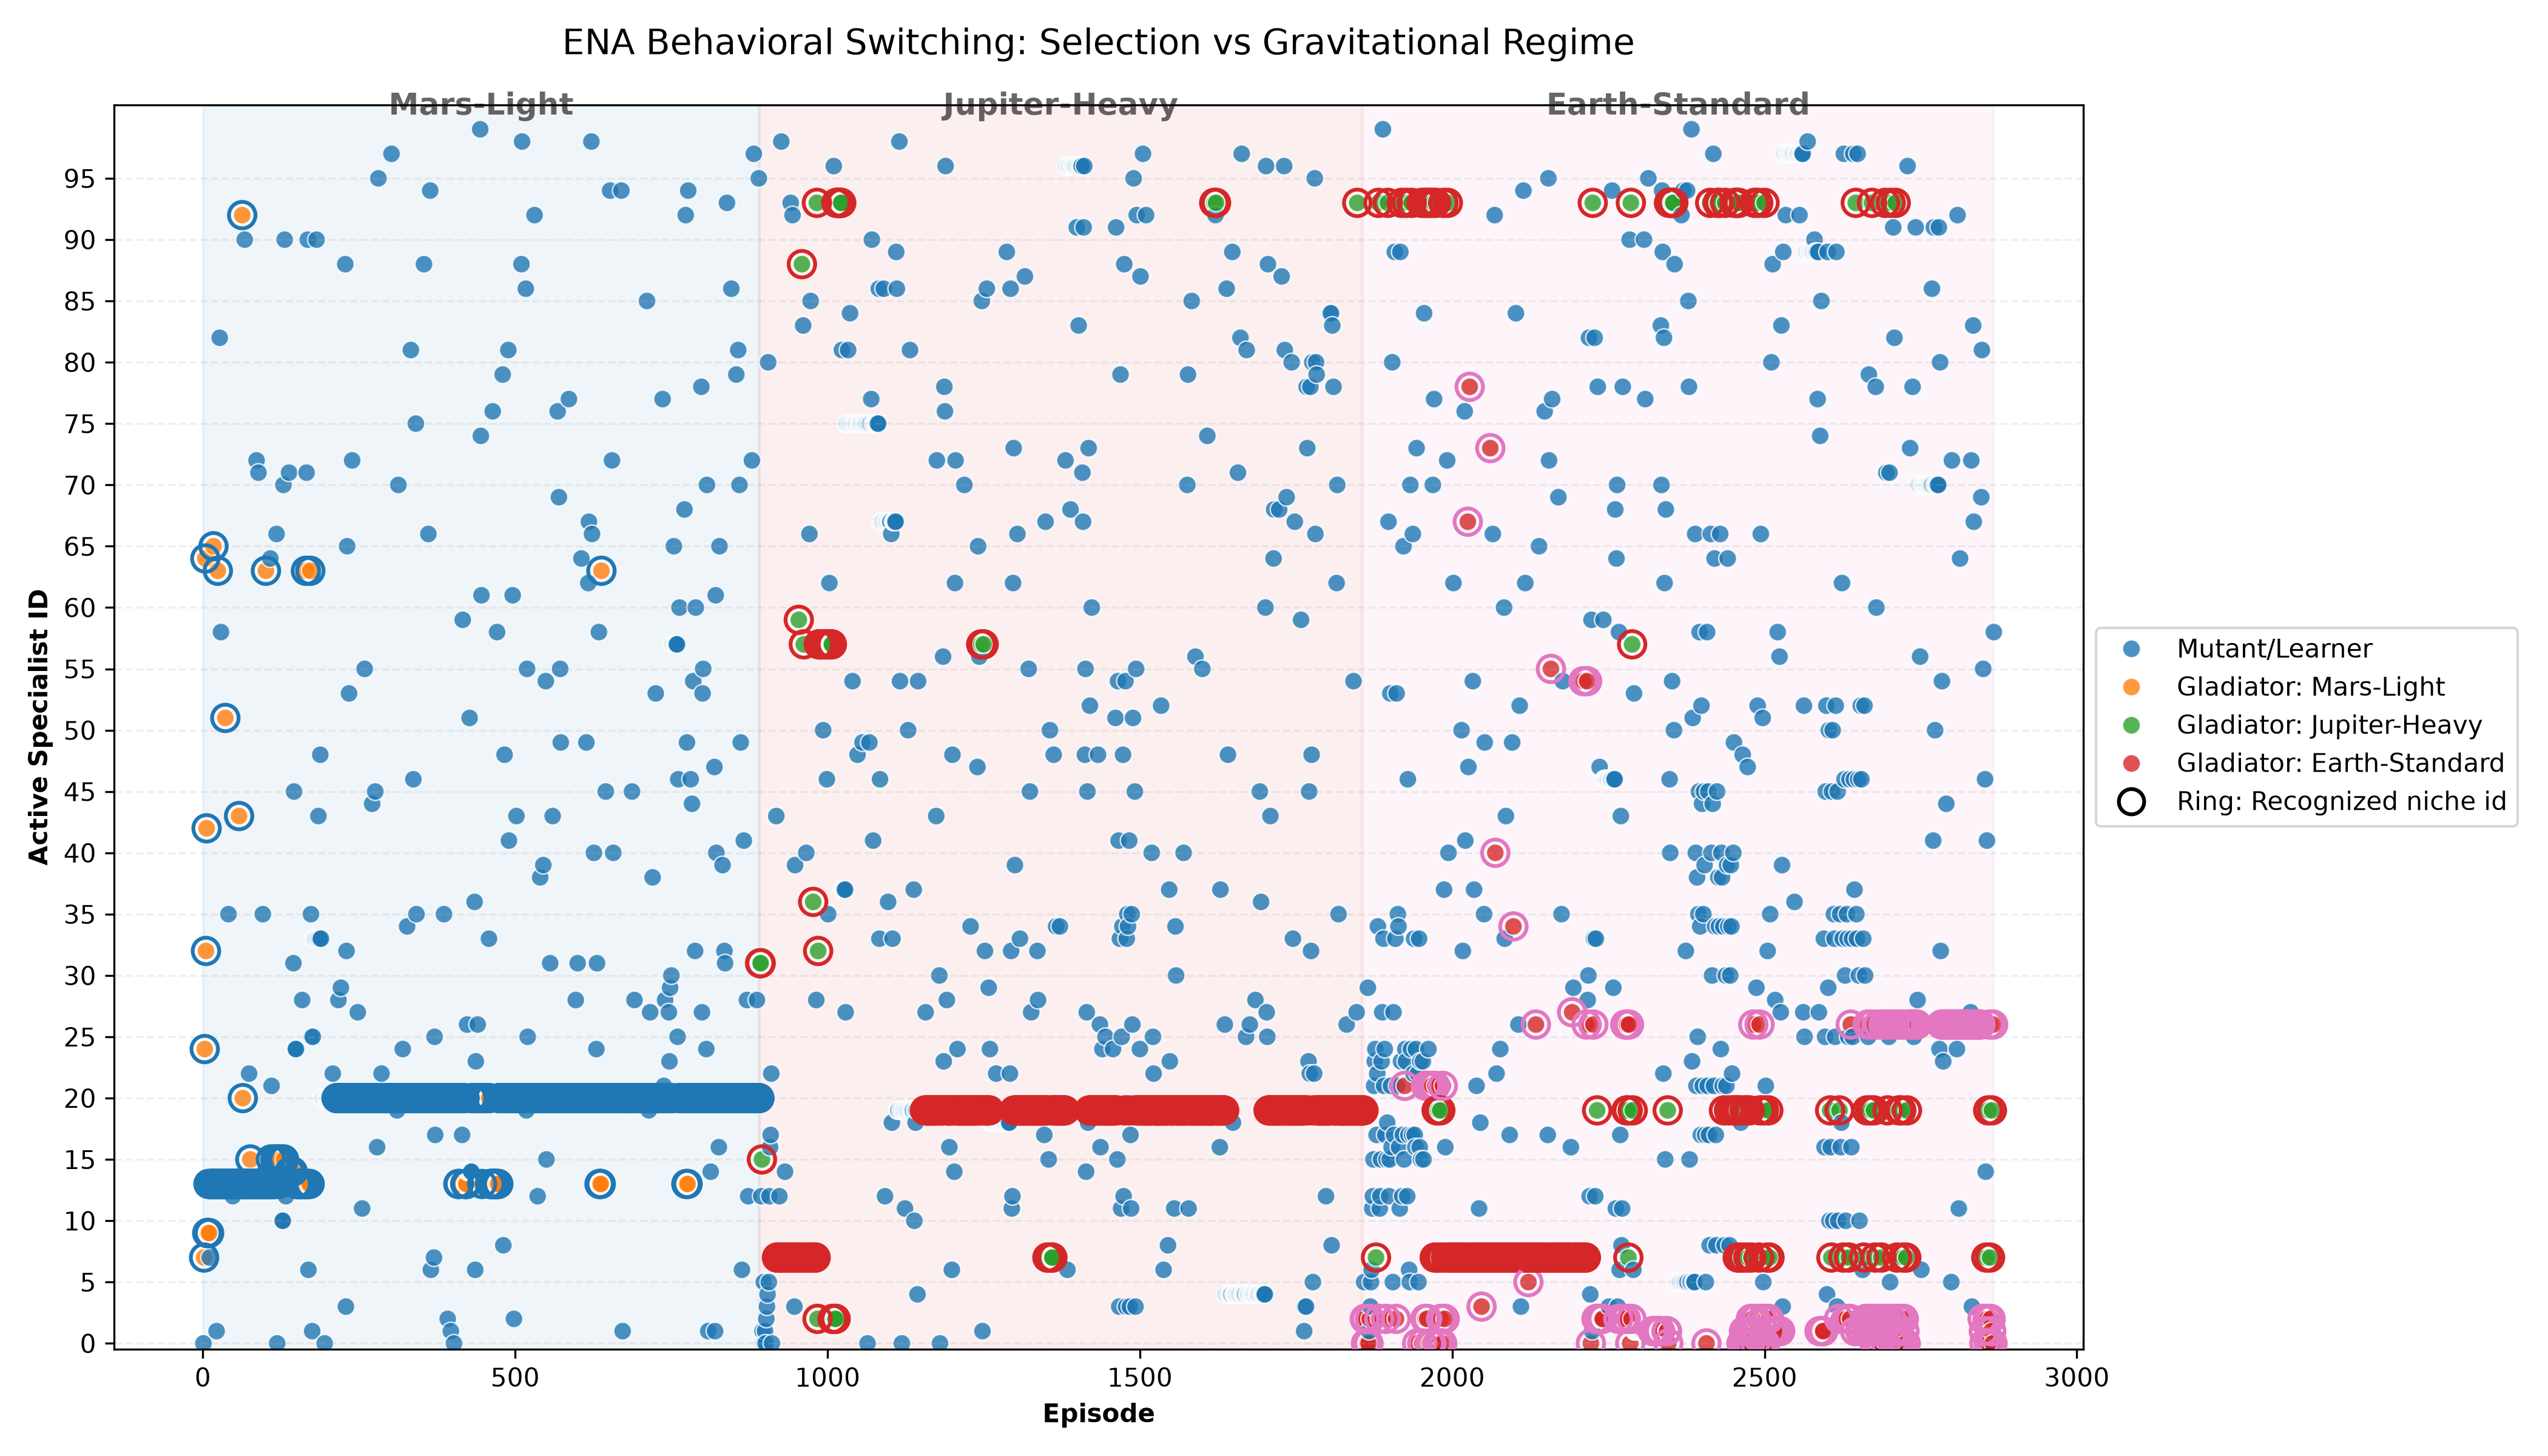 ENA Behavioral Switching: Selection vs Gravitational Regime
Mars-Light
Jupiter-Heavy
Earth-Standard
Active Specialist ID
95
90
85
80
75
70
65
60
55
50
45
40
35
30
25
20
15
10
5
0
0
500
1000
1500
2000
2500
3000
Episode
Mutant/Learner
Gladiator: Mars-Light
Gladiator: Jupiter-Heavy
Gladiator: Earth-Standard
Ring: Recognized niche id